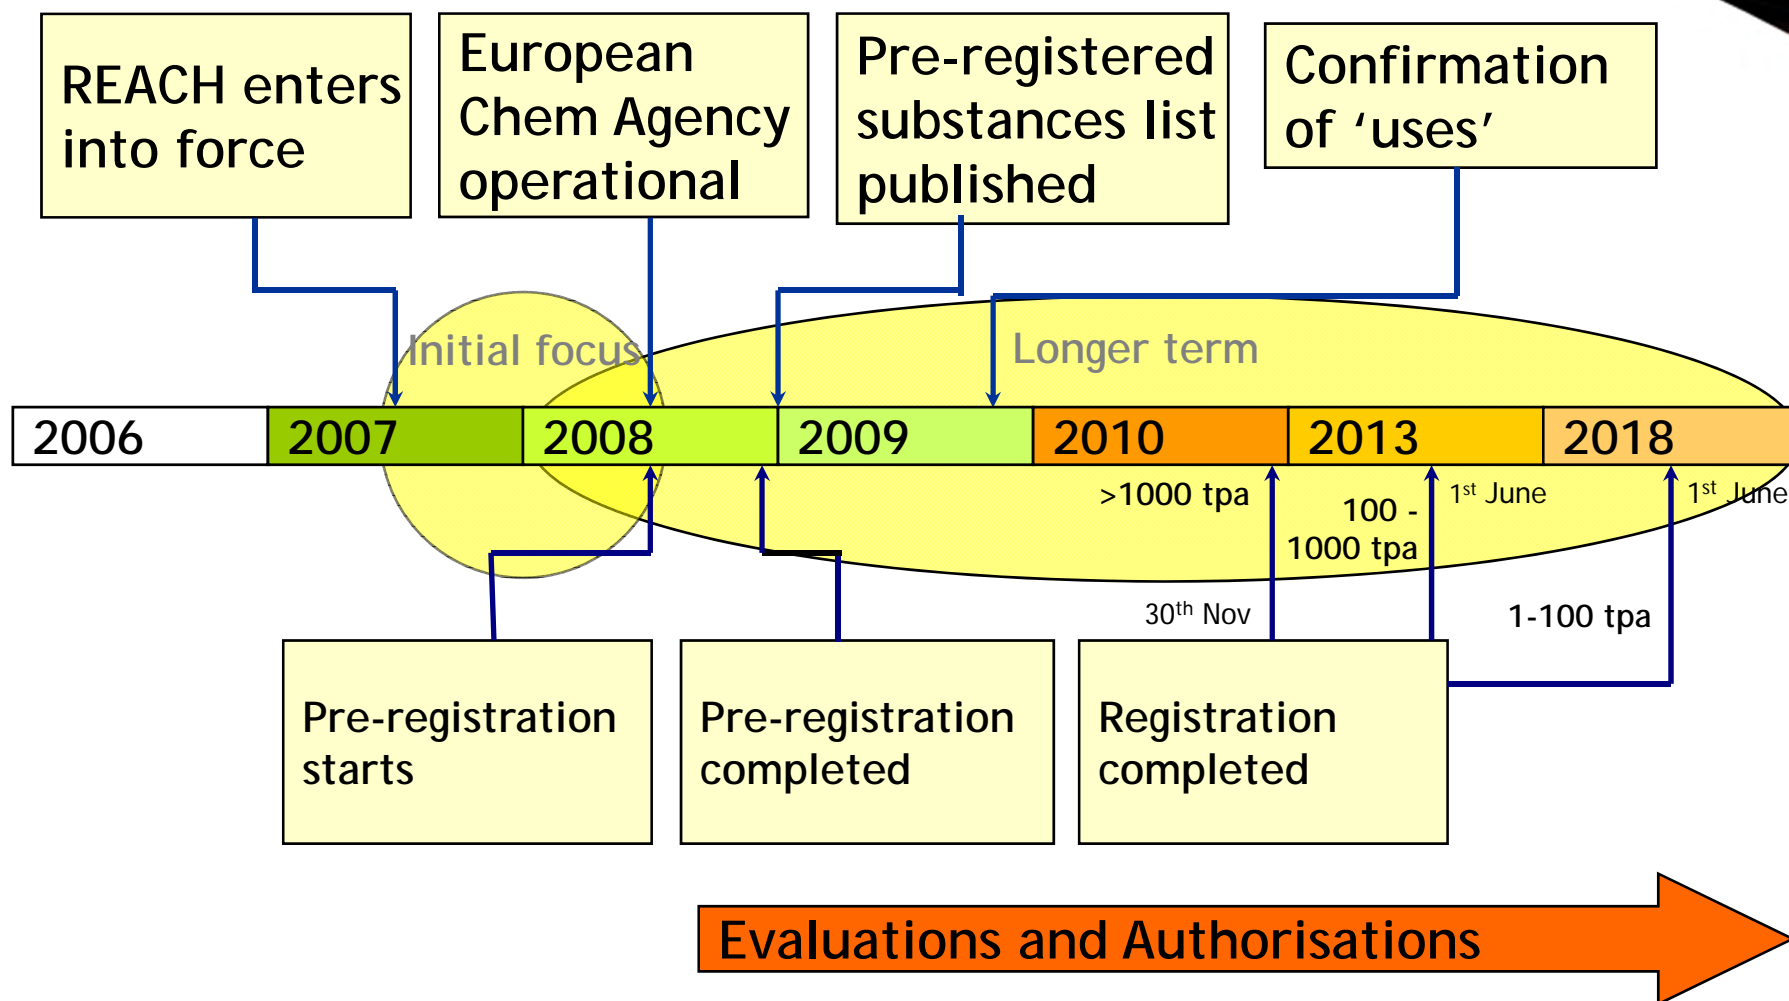 REACH enters
into force
European
Chem Agency
operational
Pre-registered
substances list
published
Confirmation
of ‘uses’
Initial focus
Longer term
2006
2007
2008
2009
2010
2013
2018
>1000 tpa
100 -
1000 tpa
1st June
1st June
30th Nov
1-100 tpa
Pre-registration
starts
Pre-registration
completed
Registration
completed
Evaluations and Authorisations